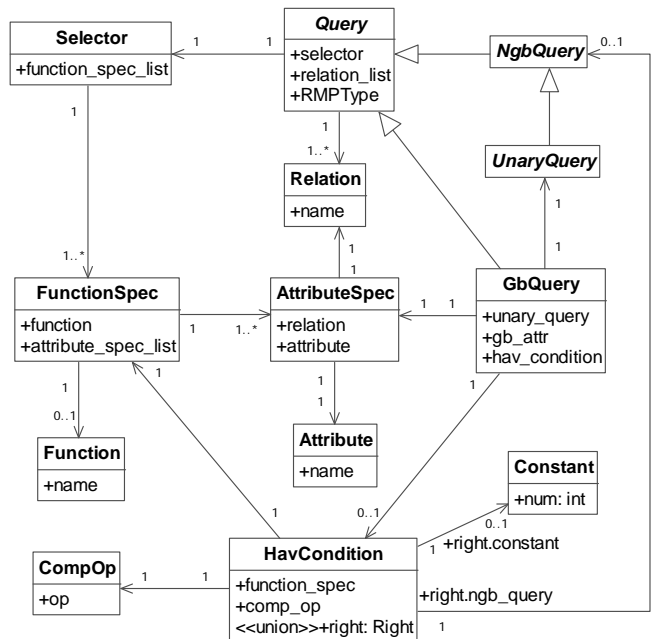 Selector
+function_spec_list
1
1
Query
+selector
+relation_list
+RMPType
NgbQuery
0..1
1
1
1..*
UnaryQuery
Relation
+name
1
1
1
1
1..*
FunctionSpec
+function
+attribute_spec_list
1
1..*
AttributeSpec
+relation
+attribute
1
1
GbQuery
+unary_query
+gb_attr
+hav_condition
1
0..1
1
1
1
1
Function
+name
Attribute
+name
Constant
+num: int
1
0..1
0..1
1
+right.constant
CompOp
+op
1
1
HavCondition
+function_spec
+comp_op
<<union>>+right: Right
+right.ngb_query
1